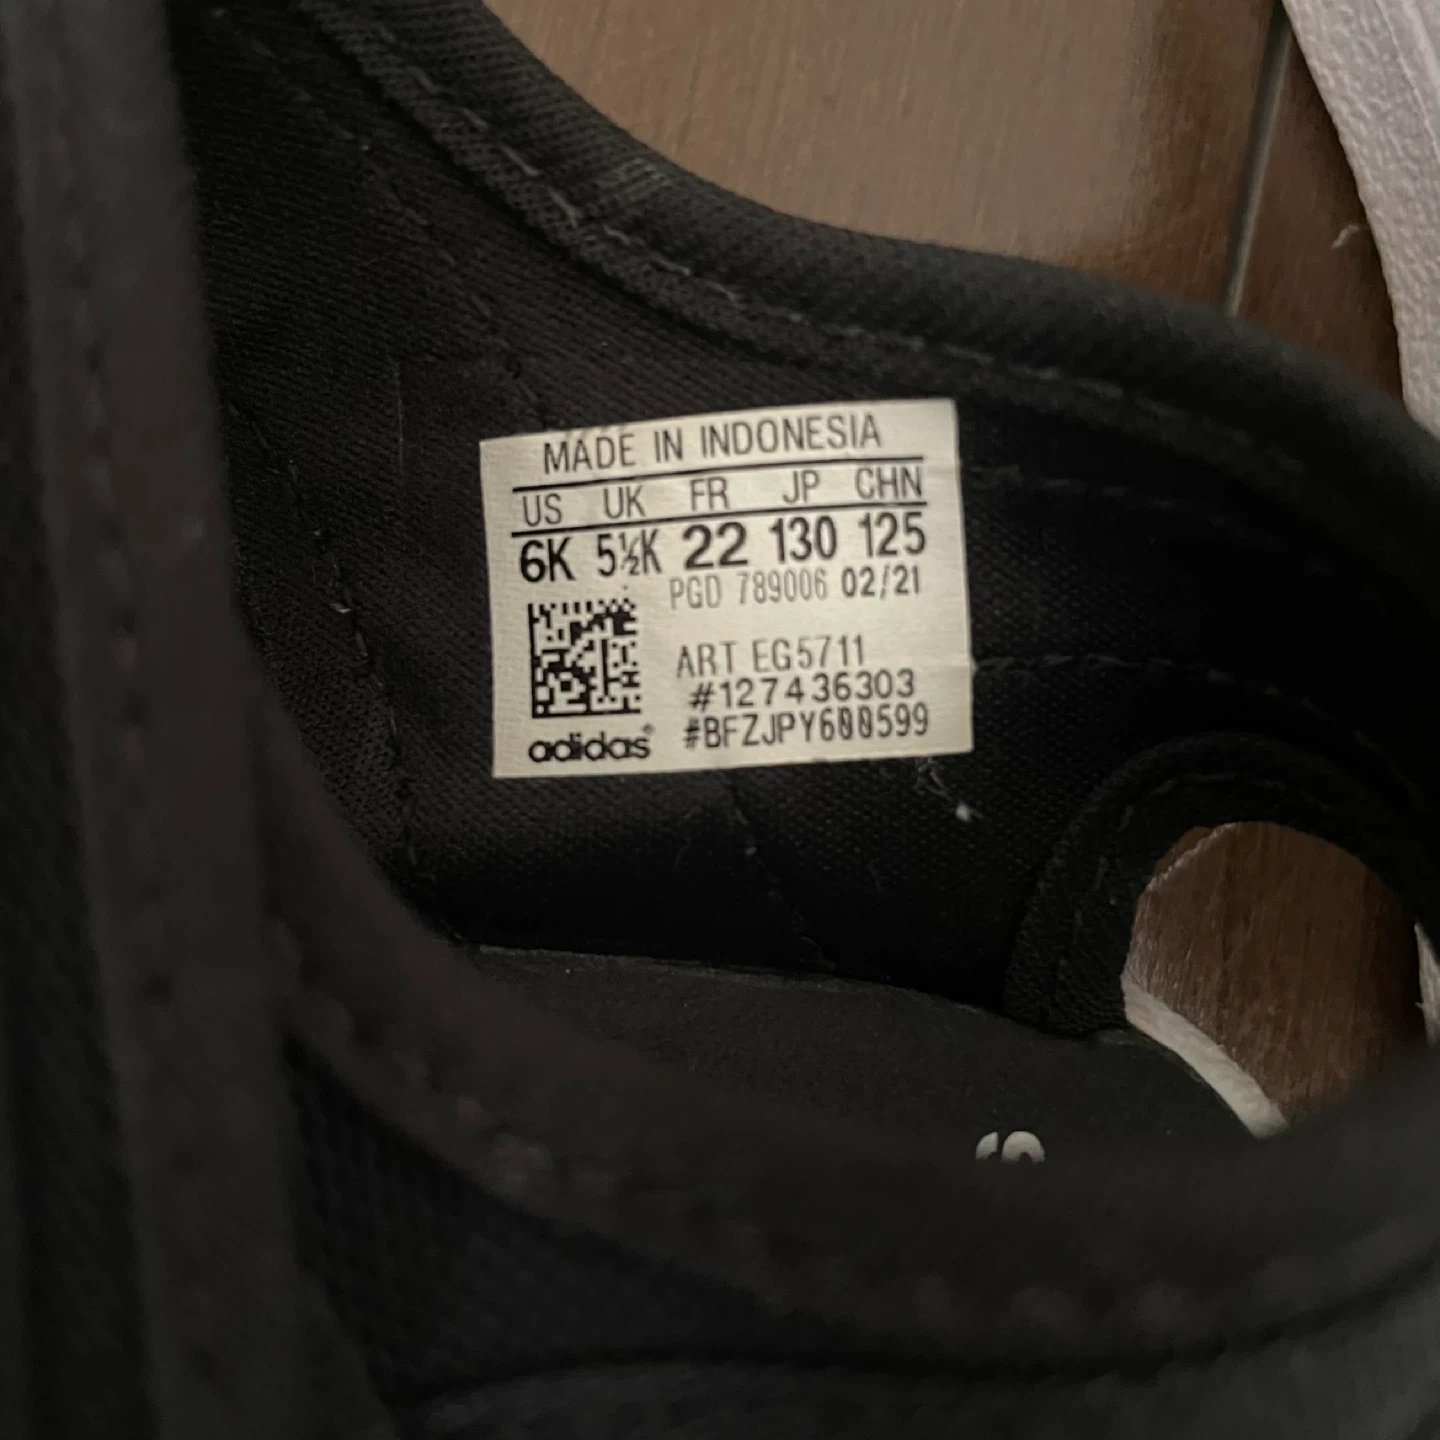 MADE IN INDONESIA
US UK FR JP CHN
6K 5½K 22 130 125
PGD 789006 02/21
ART EG5711
#127436303
#BFZJPY600599
adidas®